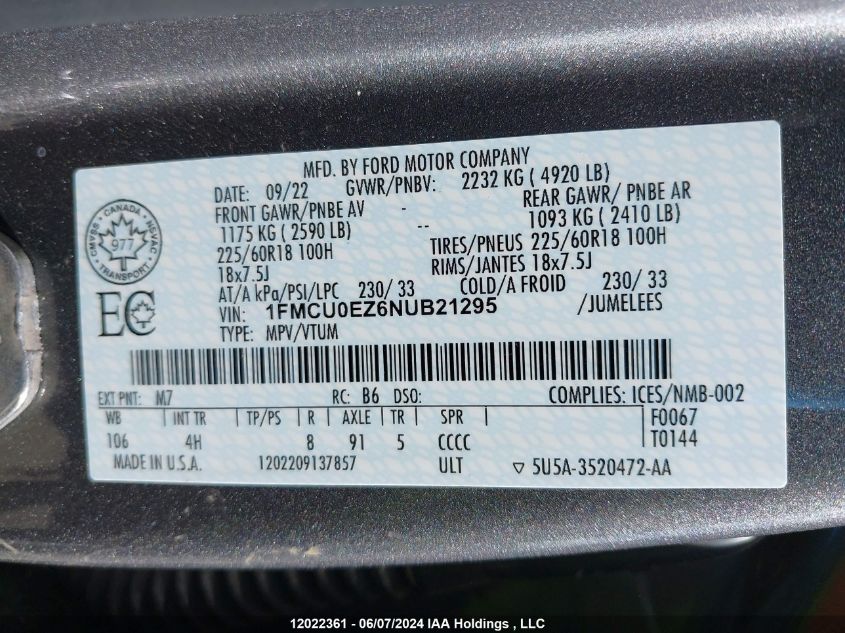 MFD. BY FORD MOTOR COMPANY
DATE: 09/22 GVWR/PNBV: 2232 KG ( 4920 LB)
FRONT GAWR/PNBE AV - REAR GAWR/ PNBE AR
1175 KG ( 2590 LB) -- 1093 KG ( 2410 LB)
225/60R18 100H TIRES/PNEUS 225/60R18 100H
18x7.5J RIMS/JANTES 18x7.5J
AT/A kPa/PSI/LPC 230/ 33 COLD/A FROID 230/ 33
VIN: 1FMCU0EZ6NUB21295 /JUMELEES
TYPE: MPV/VTUM
CANADA
CMVSS NSVAC
977
TRANSPORT
EC
EXT PNT: M7 RC: B6 DSO: COMPLIES: ICES/NMB-002
WB INT TR TP/PS R AXLE TR SPR F0067
106 4H 8 91 5 CCCC T0144
MADE IN U.S.A. 1202209137857 ULT ▽ 5U5A-3520472-AA
12022361 - 06/07/2024 IAA Holdings , LLC